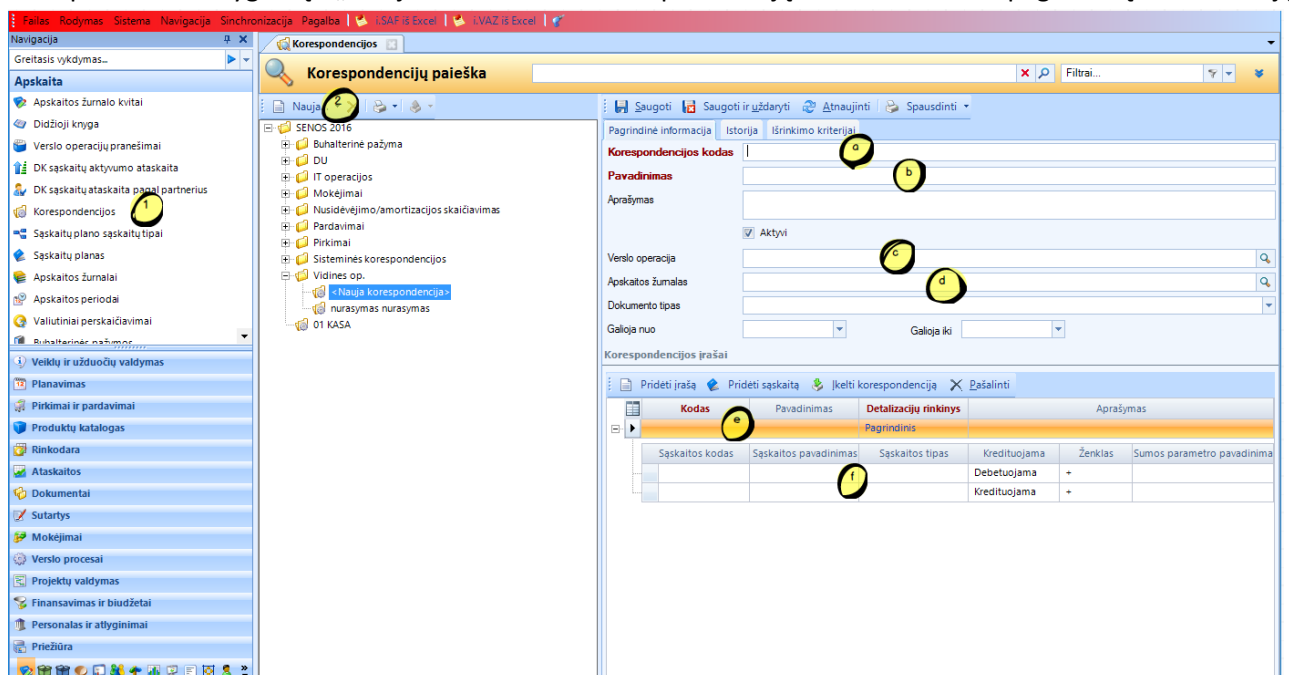 Failas Rodymas Sistema Navigacija Sinchronizacija Pagalba i.SAF iš Excel i.VAZ iš Excel
Navigacija
Greitasis vykdymas...
Apskaita
Apskaitos žurnalo kvitai
Didžioji knyga
Verslo operacijų pranešimai
DK sąskaitų aktyvumo ataskaita
DK sąskaitų ataskaita pagal partnerius
Korespondencijos
1
Sąskaitų plano sąskaitų tipai
Sąskaitų planas
Apskaitos žurnalai
Apskaitos periodai
Valiutiniai perskaičiavimai
Buhalterinės pažymos
Veiklų ir užduočių valdymas
Planavimas
Pirkimai ir pardavimai
Produktų katalogas
Rinkodara
Ataskaitos
Dokumentai
Sutartys
Mokėjimai
Verslo procesai
Projektų valdymas
Finansavimas ir biudžetai
Personalas ir atlyginimai
Priežiūra
Korespondencijos
Korespondencijų paieška
Filtrai...
Nauja
2
SENOS 2016
Buhalterinė pažyma
DU
IT operacijos
Mokėjimai
Nusidėvėjimo/amortizacijos skaičiavimas
Pardavimai
Pirkimai
Sisteminės korespondencijos
Vidines op.
<Nauja korespondencija>
nurasymas nurasymas
01 KASA
Saugoti Saugoti ir uždaryti Atnaujinti Spausdinti
Pagrindinė informacija Istorija Išrinkimo kriterijai
Korespondencijos kodas
a
Pavadinimas
b
Aprašymas
Aktyvi
Verslo operacija
c
Apskaitos žurnalas
d
Dokumento tipas
Galioja nuo Galioja iki
Korespondencijos įrašai
Pridėti įrašą Pridėti sąskaitą Įkelti korespondenciją Pašalinti
Kodas Pavadinimas Detalizacijų rinkinys Aprašymas
e
Pagrindinis
Sąskaitos kodas Sąskaitos pavadinimas Sąskaitos tipas Kredituojama Ženklas Sumos parametro pavadinima
f
Debetuojama +
Kredituojama +